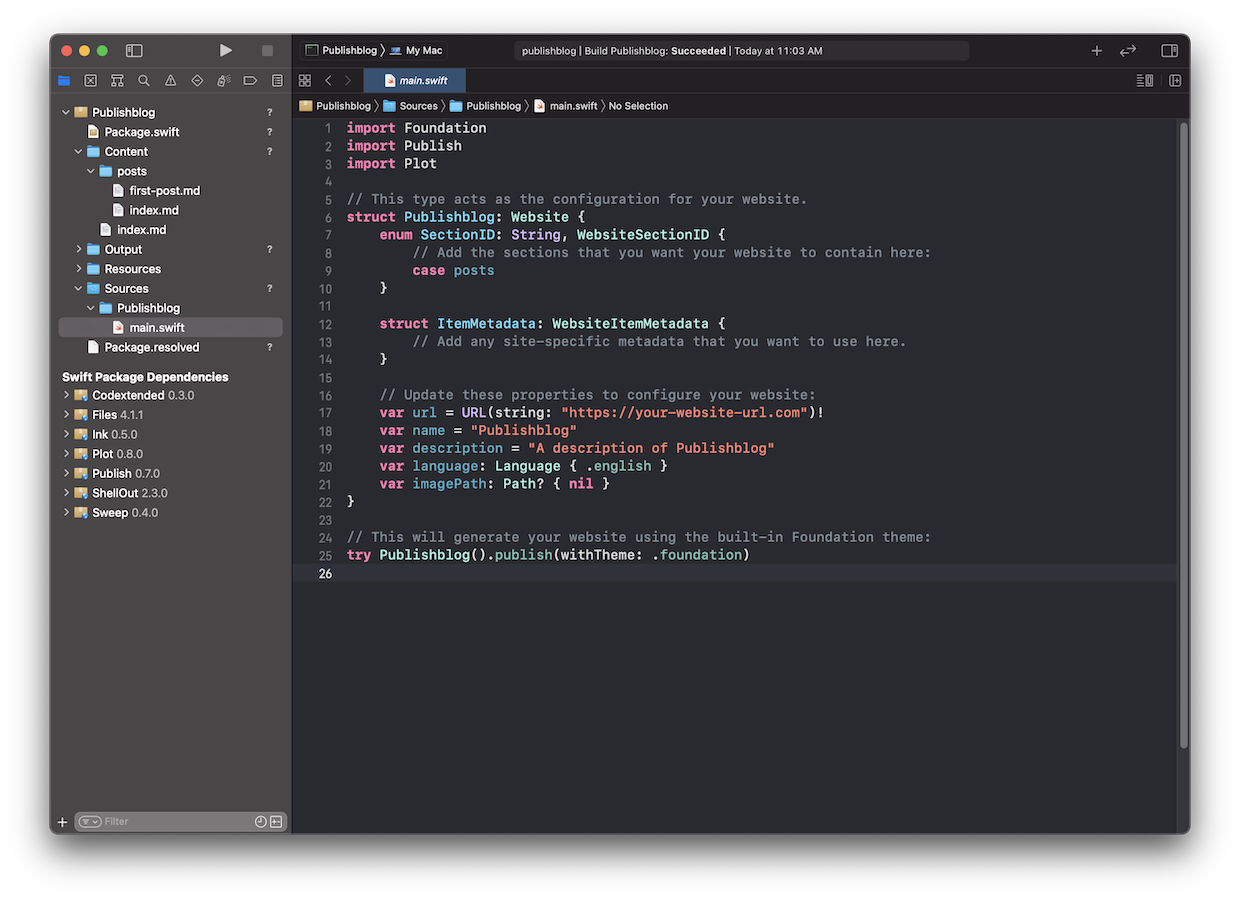 Publishblog 〉 My Mac
publishblog | Build Publishblog: Succeeded | Today at 11:03 AM
main.swift
Publishblog 〉 Sources 〉 Publishblog 〉 main.swift 〉 No Selection
Publishblog ?
Package.swift ?
Content ?
posts
first-post.md
index.md
index.md
Output ?
Resources
Sources ?
Publishblog
main.swift
Package.resolved ?
Swift Package Dependencies
Codextended 0.3.0
Files 4.1.1
Ink 0.5.0
Plot 0.8.0
Publish 0.7.0
ShellOut 2.3.0
Sweep 0.4.0
Filter
1 import Foundation
2 import Publish
3 import Plot
4
5 // This type acts as the configuration for your website.
6 struct Publishblog: Website {
7     enum SectionID: String, WebsiteSectionID {
8         // Add the sections that you want your website to contain here:
9         case posts
10     }
11
12     struct ItemMetadata: WebsiteItemMetadata {
13         // Add any site-specific metadata that you want to use here.
14     }
15
16     // Update these properties to configure your website:
17     var url = URL(string: "https://your-website-url.com")!
18     var name = "Publishblog"
19     var description = "A description of Publishblog"
20     var language: Language { .english }
21     var imagePath: Path? { nil }
22 }
23
24 // This will generate your website using the built-in Foundation theme:
25 try Publishblog().publish(withTheme: .foundation)
26